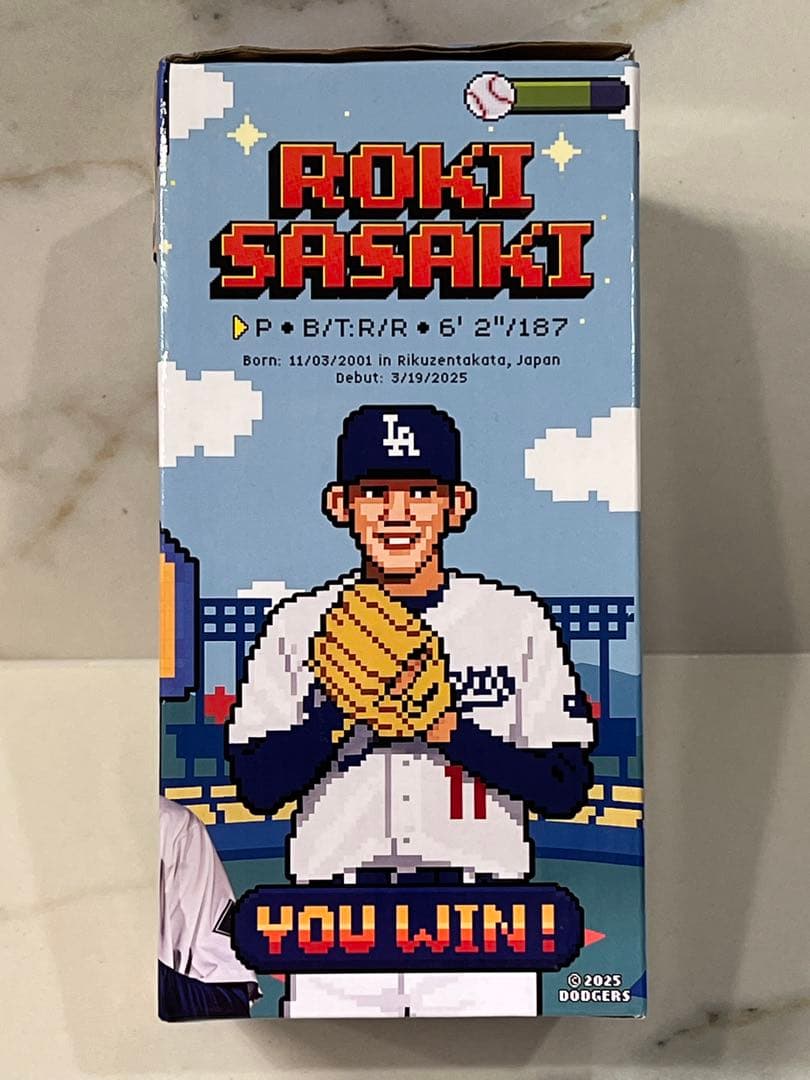 ROKI
SASAKI
P • B/T:R/R • 6' 2"/187
Born: 11/03/2001 in Rikuzentakata, Japan
Debut: 3/19/2025
LA
11
YOU WIN!
©2025
DODGERS